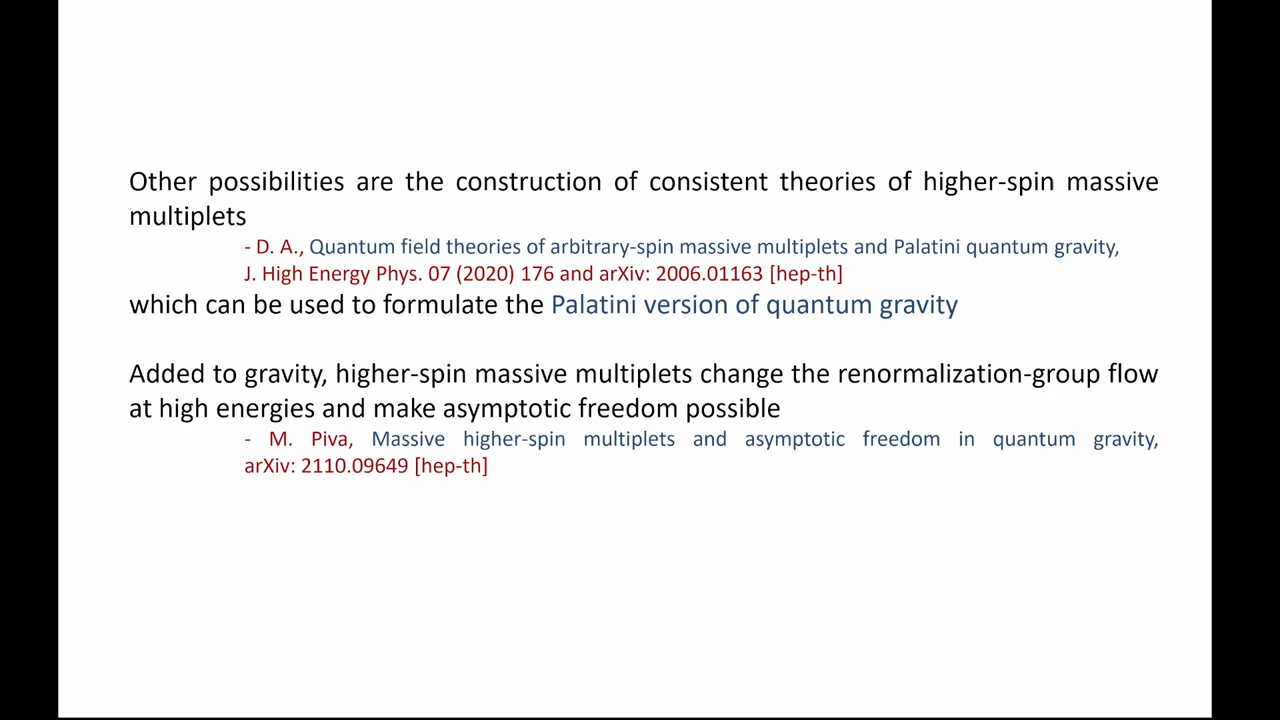 Other possibilities are the construction of consistent theories of higher-spin massive
multiplets
- D. A., Quantum field theories of arbitrary-spin massive multiplets and Palatini quantum gravity,
J. High Energy Phys. 07 (2020) 176 and arXiv: 2006.01163 [hep-th]
which can be used to formulate the Palatini version of quantum gravity
Added to gravity, higher-spin massive multiplets change the renormalization-group flow
at high energies and make asymptotic freedom possible
- M. Piva, Massive higher-spin multiplets and asymptotic freedom in quantum gravity,
arXiv: 2110.09649 [hep-th]